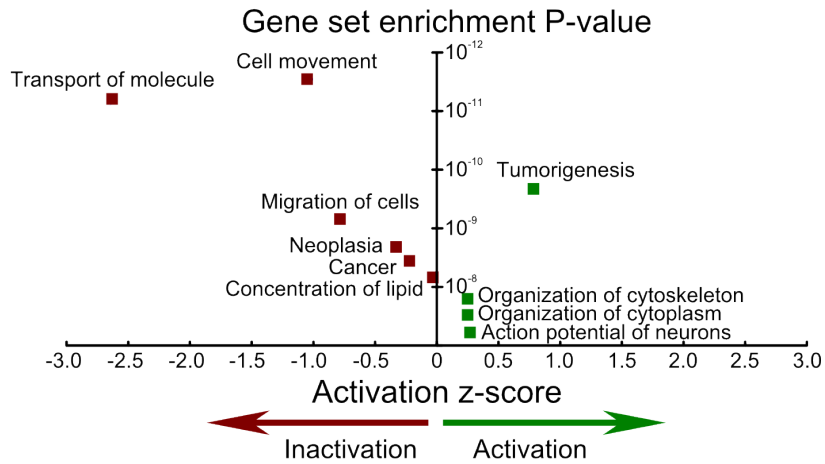 Gene set enrichment P-value
10-12
Cell movement
Transport of molecule
10-11
10-10
Tumorigenesis
Migration of cells
10-9
Neoplasia
Cancer
10-8
Concentration of lipid
Organization of cytoskeleton
Organization of cytoplasm
Action potential of neurons
-3.0 -2.5 -2.0 -1.5 -1.0 -0.5 0 0.5 1.0 1.5 2.0 2.5 3.0
Activation z-score
Inactivation Activation